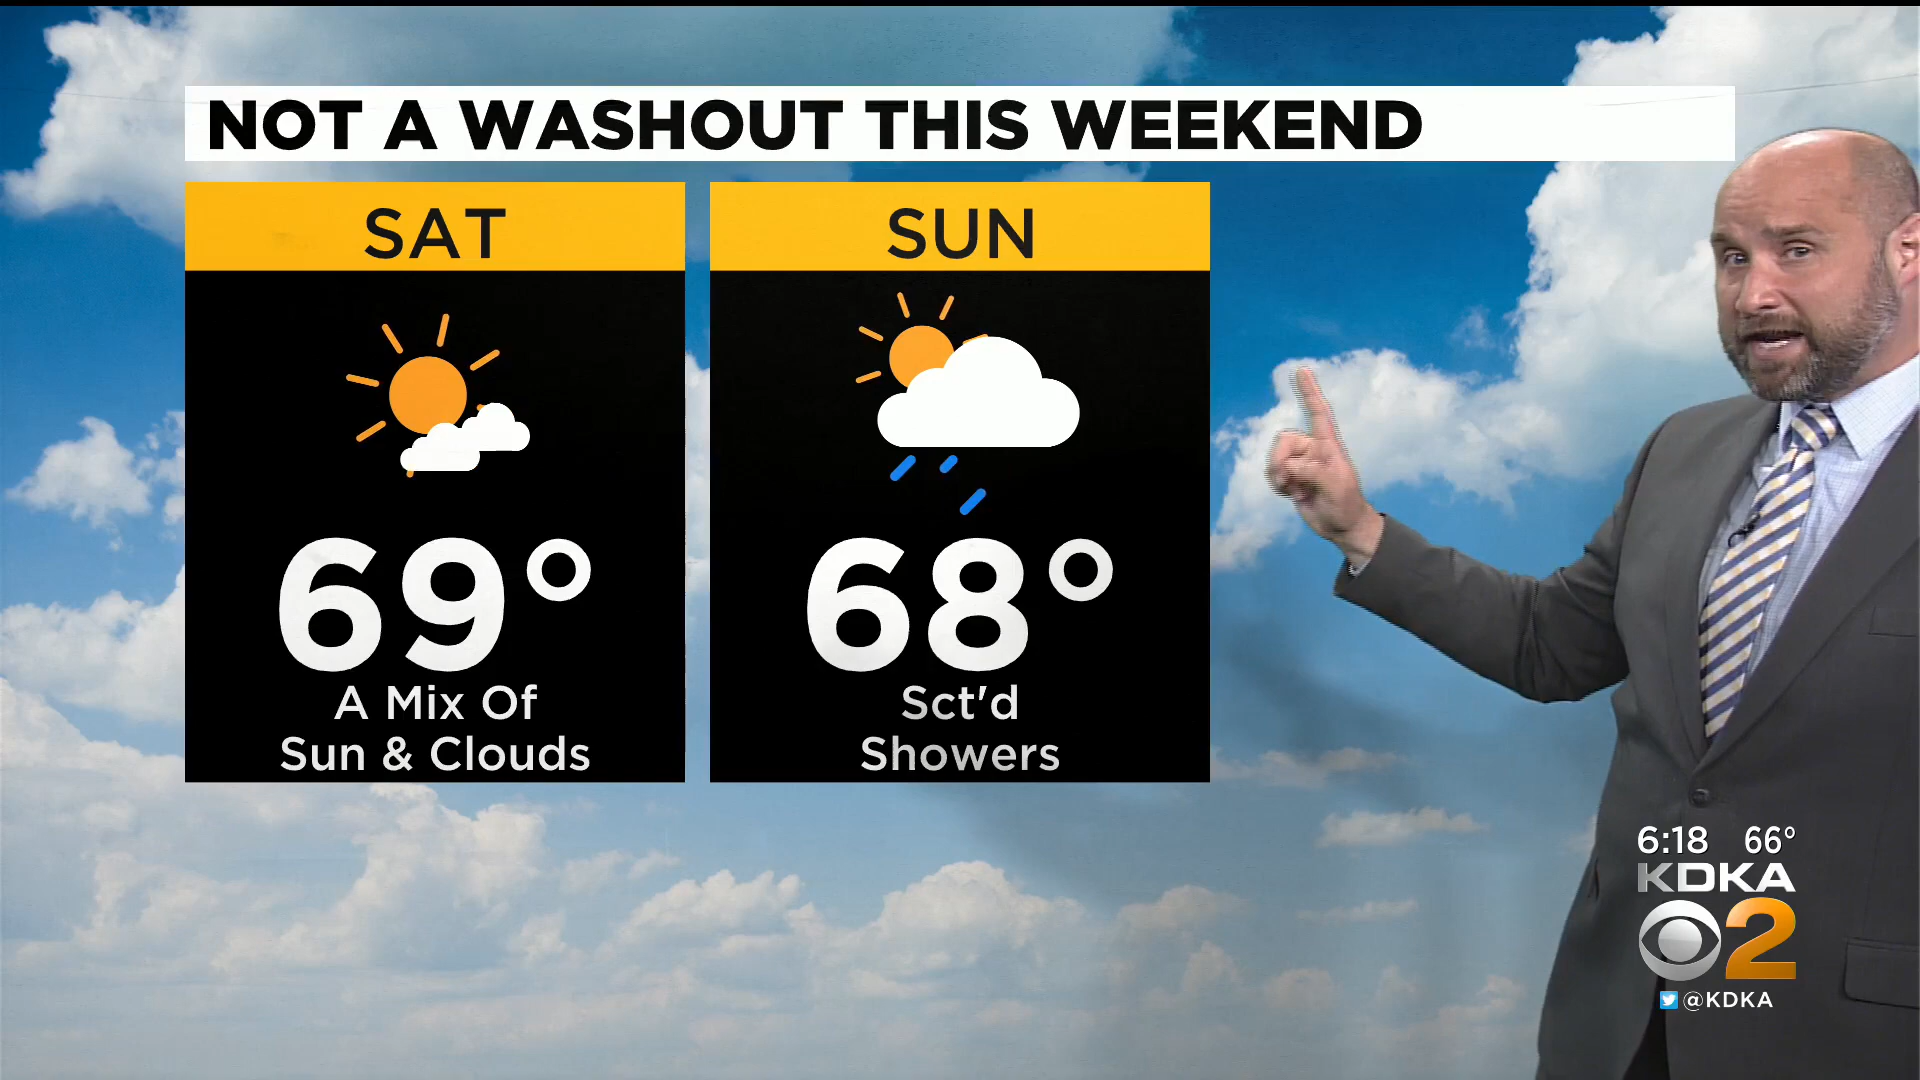 NOT A WASHOUT THIS WEEKEND
SAT
69°
A Mix Of
Sun & Clouds
SUN
68°
Sct'd
Showers
6:18 66°
KDKA
2
@KDKA